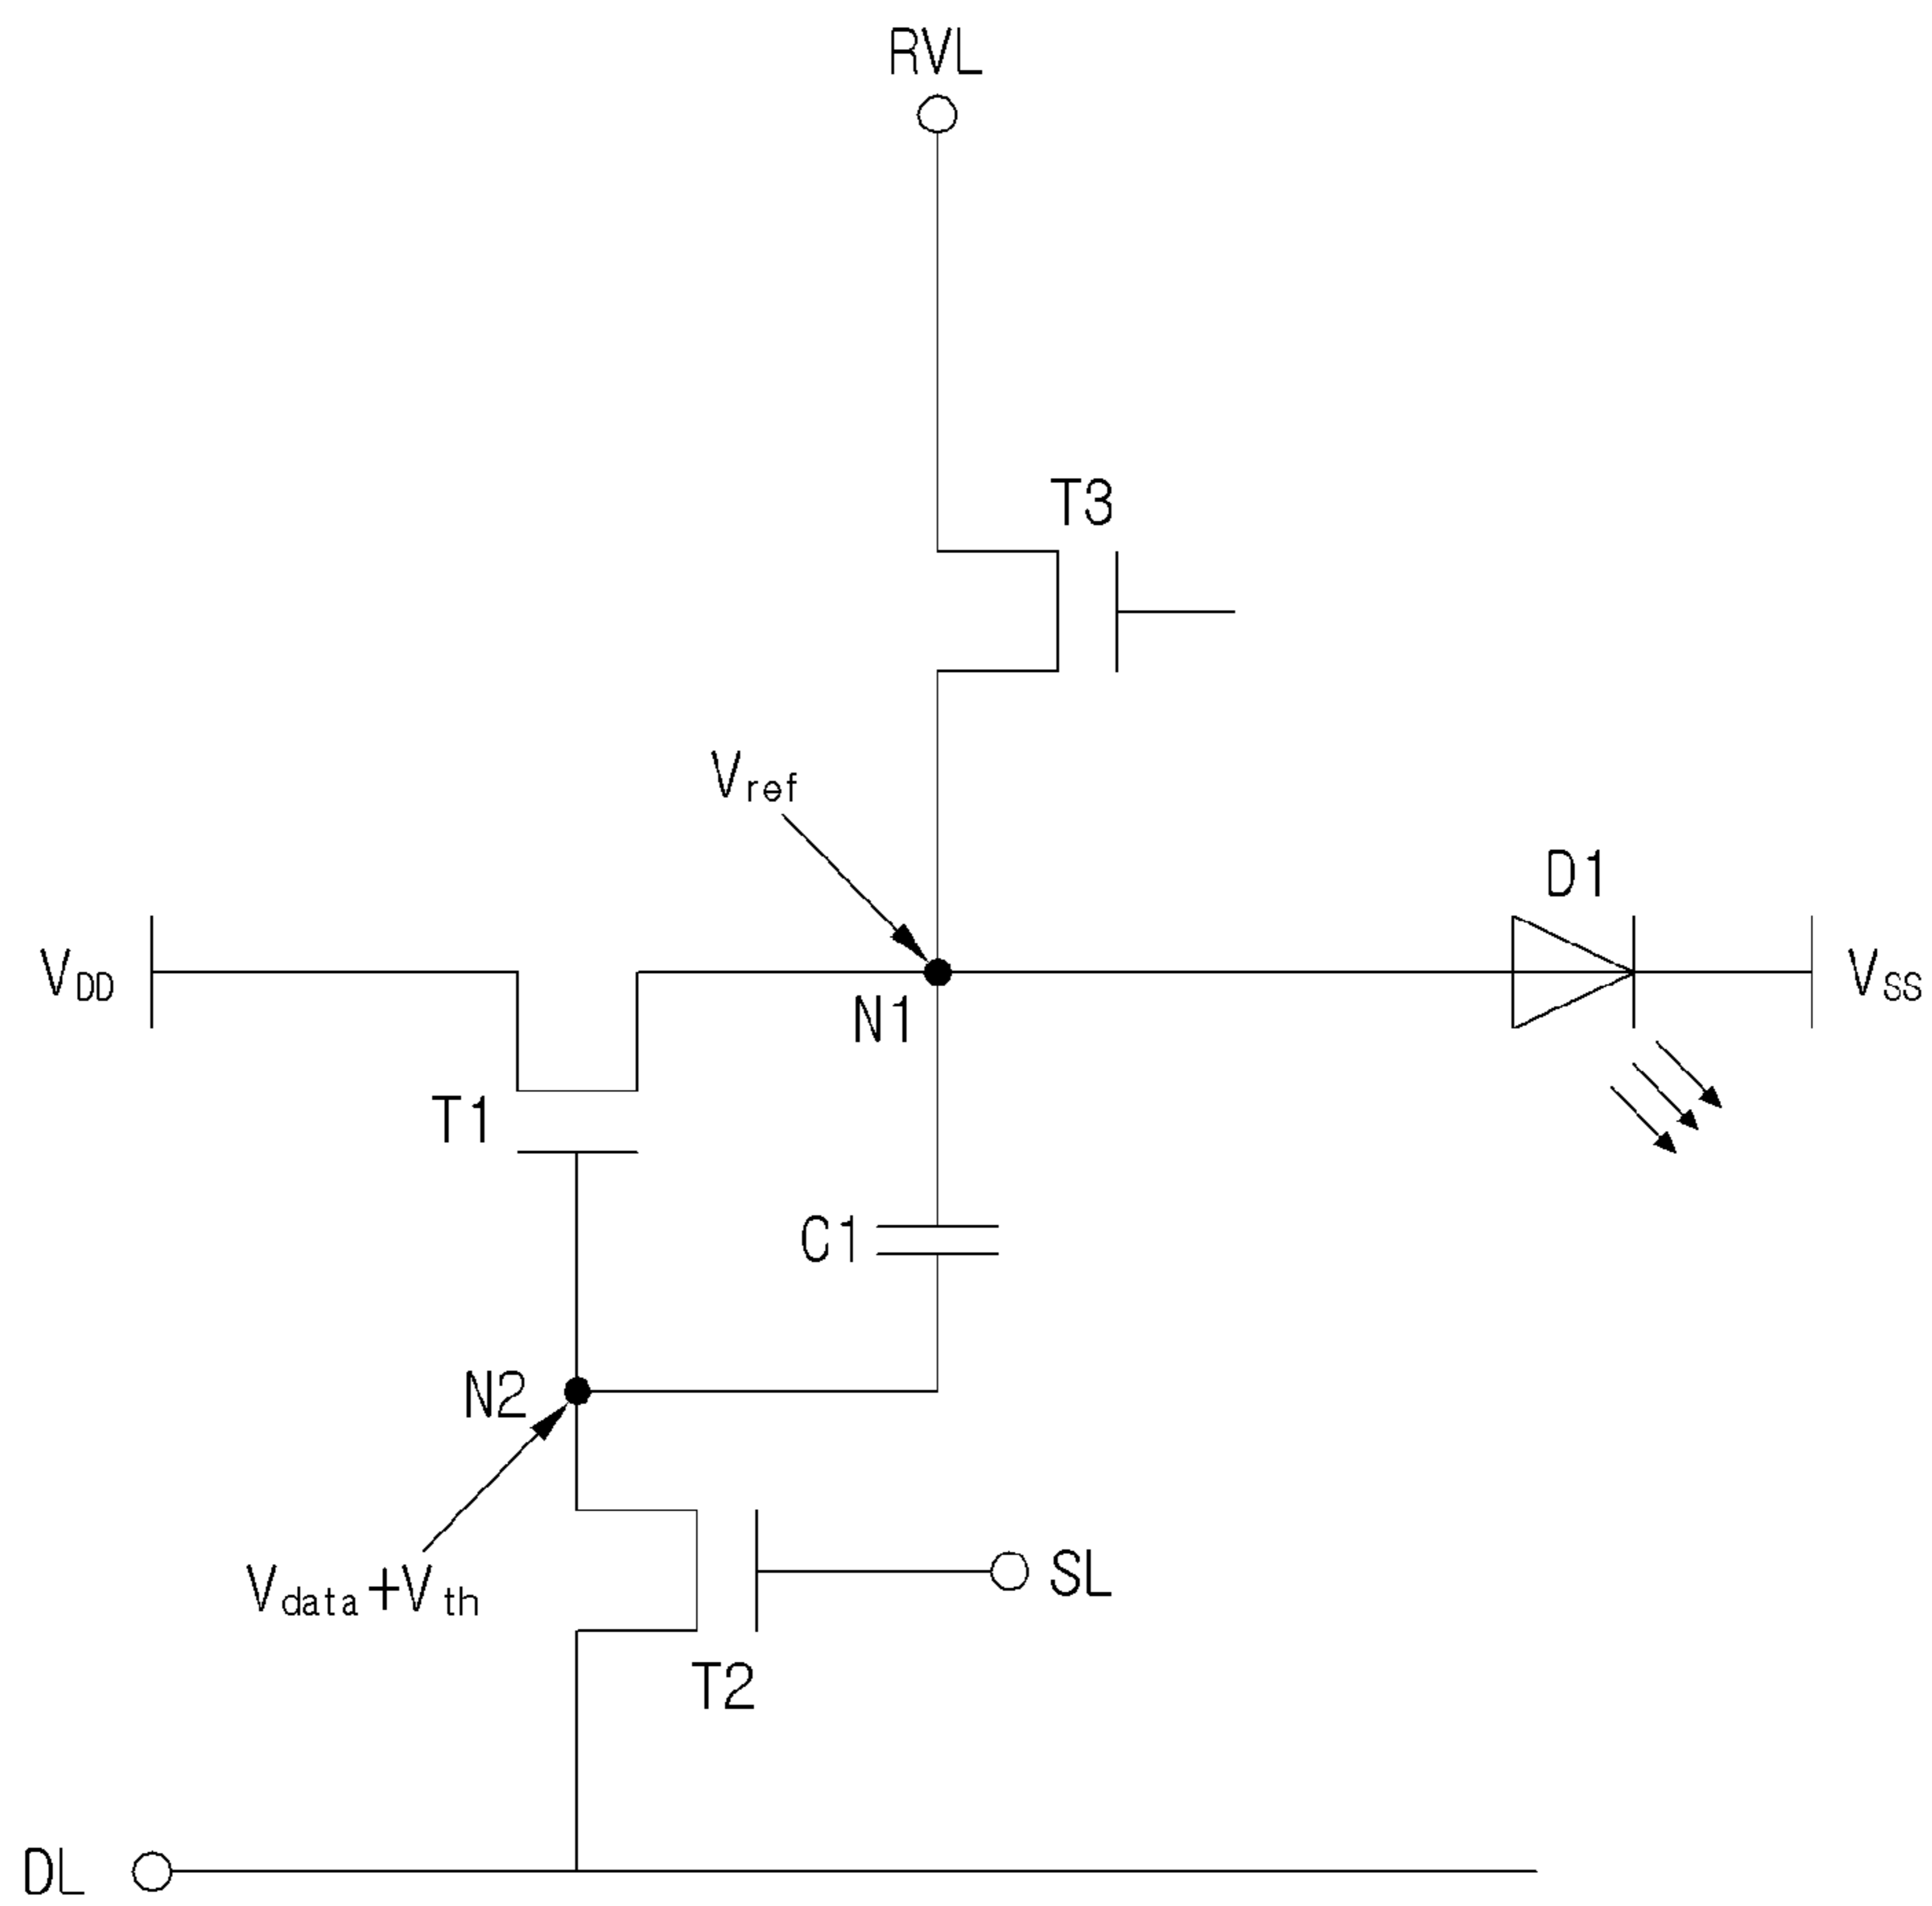 RVL
T3
Vref
D1
VDD
N1
VSS
T1
C1
N2
Vdata+Vth
SL
T2
DL